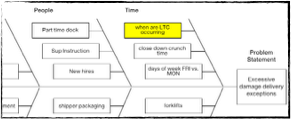 People
Time
Part time dock
when are LTC
occurring
Sup Instruction
close down crunch
time
Problem
Statement
New hires
days of week FRI vs.
MON
Excessive
damage delivery
exceptions
shipper packaging
forklifts